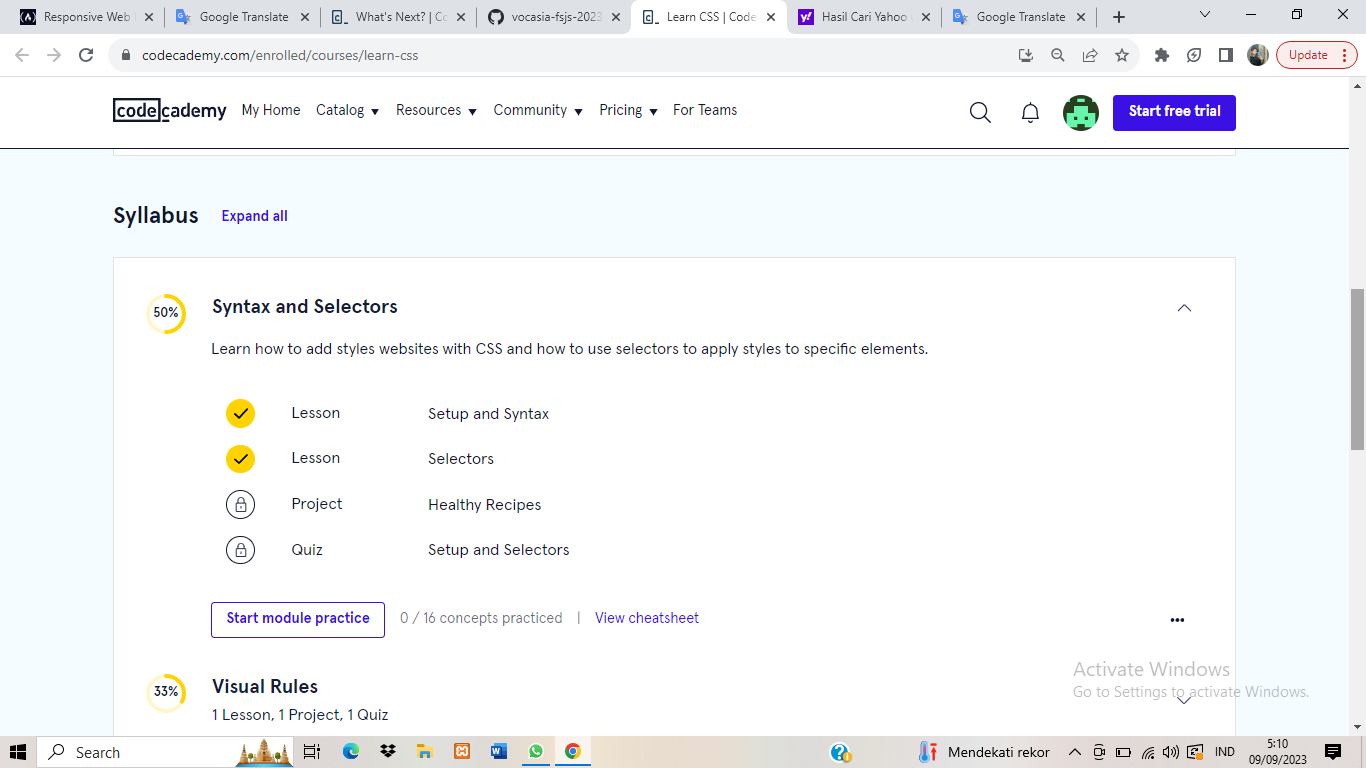 Responsive Web
Google Translate
What's Next? | Co
vocasia-fsjs-2023
Learn CSS | Code
Hasil Cari Yahoo
Google Translate
codecademy.com/enrolled/courses/learn-css
Update
codecademy My Home Catalog Resources Community Pricing For Teams Start free trial
Syllabus Expand all
50% Syntax and Selectors
Learn how to add styles websites with CSS and how to use selectors to apply styles to specific elements.
Lesson Setup and Syntax
Lesson Selectors
Project Healthy Recipes
Quiz Setup and Selectors
Start module practice 0 / 16 concepts practiced | View cheatsheet
33% Visual Rules
1 Lesson, 1 Project, 1 Quiz
Activate Windows
Go to Settings to activate Windows.
Search
Mendekati rekor
IND
5:10
09/09/2023